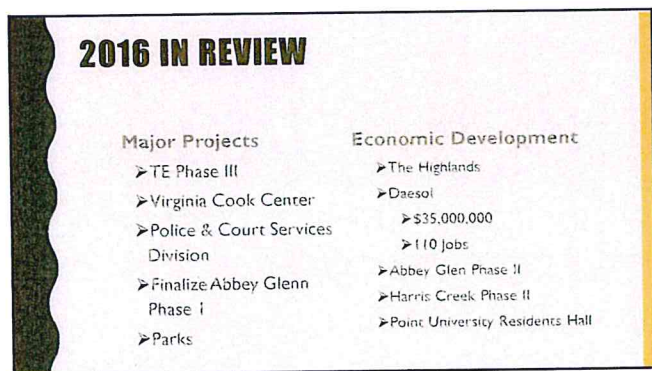 2016 IN REVIEW
Major Projects
➢TE Phase III
➢Virginia Cook Center
➢Police & Court Services
Division
➢Finalize Abbey Glenn
Phase I
➢Parks
Economic Development
➢The Highlands
➢Daesol
➢$35,000,000
➢110 Jobs
➢Abbey Glen Phase II
➢Harris Creek Phase II
➢Point University Residents Hall